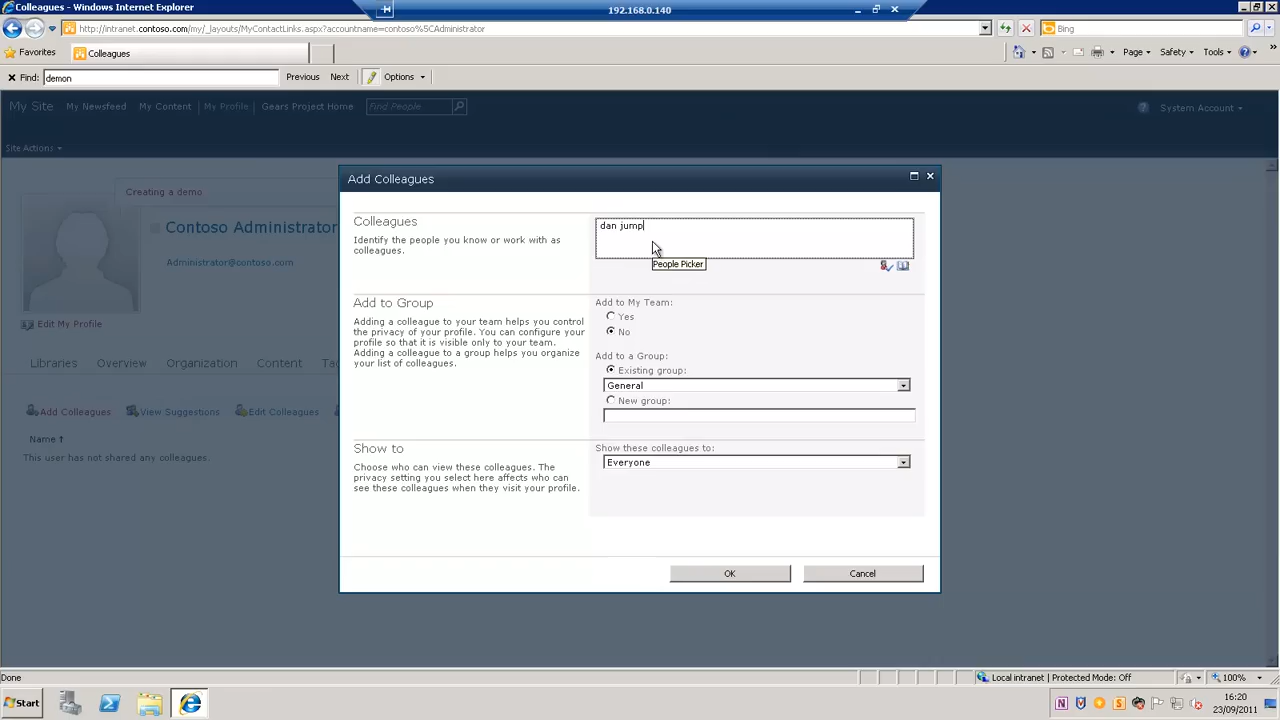 Colleagues - Windows Internet Explorer
192.168.0.140
http://intranet.contoso.com/my/_layouts/MyContactLinks.aspx?accountname=contoso%5CAdministrator
Bing
Favorites
Colleagues
Page
Safety
Tools
Find: demon
Previous
Next
Options
My Site
My Newsfeed
My Content
My Profile
Gears Project Home
Find People
System Account
Site Action:
Creating a demo
Contoso Administrator
Administrator@contoso.com
Edit My Profile
Libraries
Overview
Organization
Content
Add Colleagues
View Suggestions
Edit Colleagues
Name
This user has not shared any colleagues.
Add Colleagues
Colleagues
Identify the people you know or work with as
colleagues.
dan jump
People Picker
Add to Group
Adding a colleague to your team helps you control
the privacy of your profile. You can configure your
profile so that it is visible only to your team.
Adding a colleague to a group helps you organize
your list of colleagues.
Add to My Team:
Yes
No
Add to a Group:
Existing group:
General
New group:
Show to
Choose who can view these colleagues. The
privacy setting you select here affects who can
see these colleagues when they visit your profile.
Show these colleagues to:
Everyone
OK
Cancel
Done
Local intranet | Protected Mode: Off
100%
Start
16:20
23/09/2011